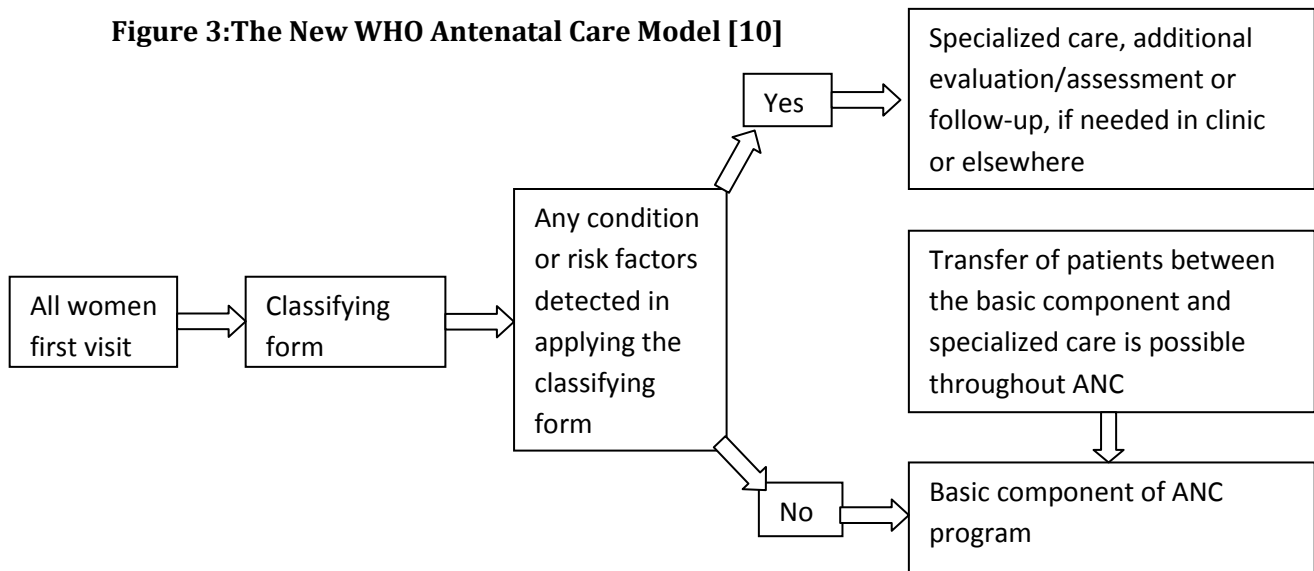 Figure 3:The New WHO Antenatal Care Model [10]
All women
first visit
Classifying
form
Any condition
or risk factors
detected in
applying the
classifying
form
Yes
Specialized care, additional
evaluation/assessment or
follow-up, if needed in clinic
or elsewhere
Transfer of patients between
the basic component and
specialized care is possible
throughout ANC
No
Basic component of ANC
program